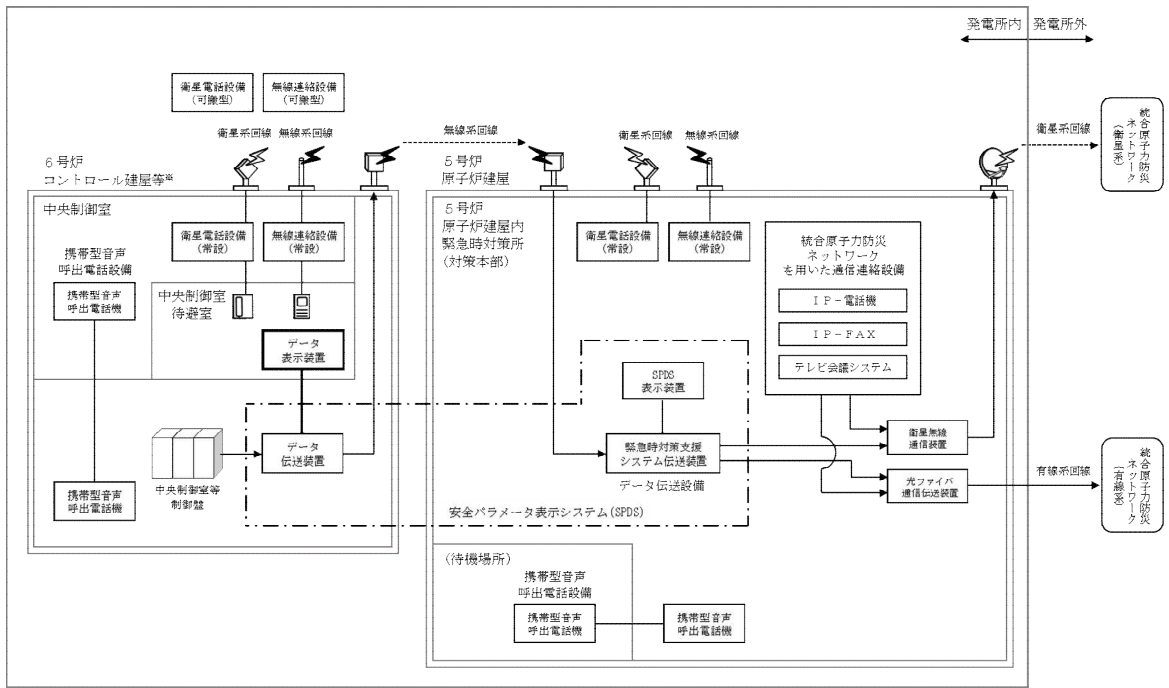 発電所内
発電所外
衛星電話設備
(可搬型)
無線連絡設備
(可搬型)
衛星系回線
無線系回線
無線系回線
衛星系回線
無線系回線
衛星系回線
統合原子力防災
ネットワーク
(衛星系)
6号炉
コントロール建屋等※
5号炉
原子炉建屋
中央制御室
衛星電話設備
(常設)
無線連絡設備
(常設)
携帯型音声
呼出電話設備
携帯型音声
呼出電話機
中央制御室
待避室
データ
表示装置
中央制御室等
制御盤
データ
伝送装置
携帯型音声
呼出電話機
5号炉
原子炉建屋内
緊急時対策所
(対策本部)
衛星電話設備
(常設)
無線連絡設備
(常設)
統合原子力防災
ネットワーク
を用いた通信連絡設備
IP-電話機
IP-FAX
テレビ会議システム
SPDS
表示装置
緊急時対策支援
システム伝送装置
データ伝送設備
衛星無線
通信装置
光ファイバ
通信伝送装置
有線系回線
統合原子力防災
ネットワーク
(有線系)
安全パラメータ表示システム(SPDS)
(待機場所)
携帯型音声
呼出電話設備
携帯型音声
呼出電話機
携帯型音声
呼出電話機